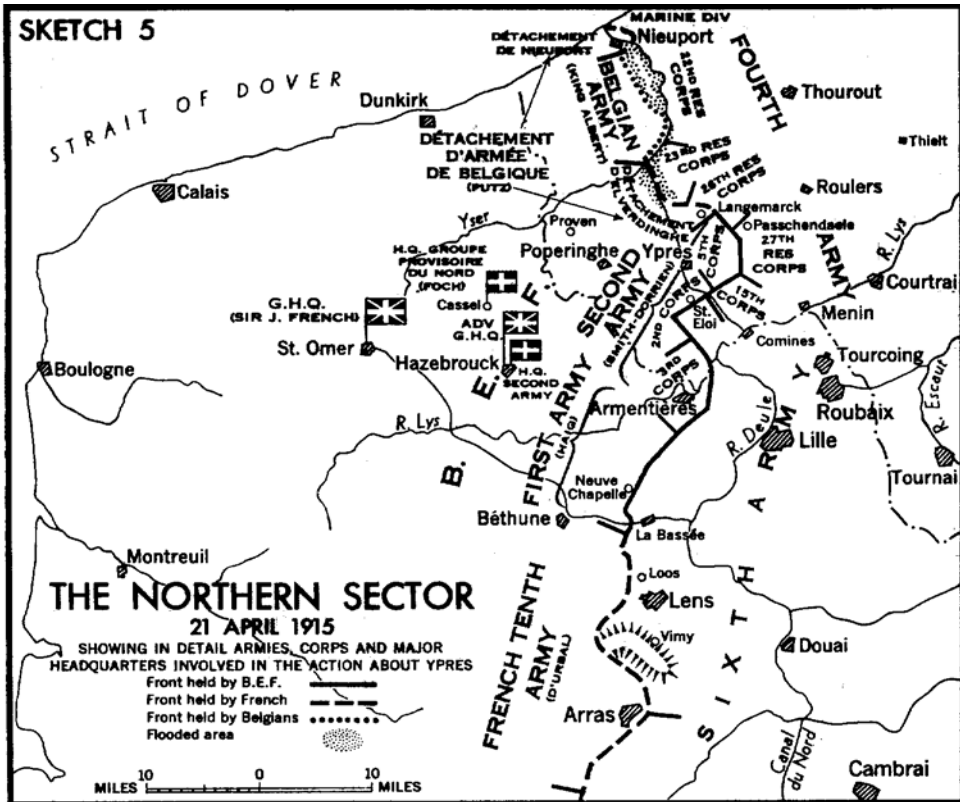 SKETCH 5
STRAIT OF DOVER
MARINE DIV
Nieuport
DÉTACHEMENT
DE NIEUPORT
BELGIAN
ARMY
(KING ALBERT)
22ND RES
CORPS
FOURTH
ARMY
Thourout
Thielt
Dunkirk
DÉTACHEMENT
D'ARMÉE
DE BELGIQUE
(PUTZ)
23RD RES
CORPS
26TH RES
CORPS
Roulers
Calais
Yser
Proven
DÉTACHEMENT
D'ELVERDINGHE
Langemarck
Passchendaele
27TH
RES
CORPS
R. Lys
H.Q. GROUPE
PROVISOIRE
DU NORD
(FOCH)
Poperinghe
Ypres
5TH CORPS
Courtrai
G.H.Q.
(SIR J. FRENCH)
Cassel
SECOND
ARMY
(SMITH-DORRIEN)
2ND CORPS
St.
Eloi
15TH
CORPS
Menin
ADV
G.H.Q.
St. Omer
Hazebrouck
H.Q.
SECOND
ARMY
3RD
CORPS
Comines
Tourcoing
Boulogne
B. E. F.
Armentières
Roubaix
R. Escaut
R. Lys
FIRST ARMY
(HAIG)
R. Deule
Lille
Tournai
Neuve
Chapelle
Béthune
La Bassée
SIXTH ARMY
Montreuil
Loos
Lens
THE NORTHERN SECTOR
21 APRIL 1915
SHOWING IN DETAIL ARMIES, CORPS AND MAJOR
HEADQUARTERS INVOLVED IN THE ACTION ABOUT YPRES
Front held by B.E.F.
Front held by French
Front held by Belgians
Flooded area
FRENCH TENTH
ARMY
(D'URBAL)
Vimy
Douai
Arras
Canal
du Nord
Cambrai
10 0 10
MILES MILES